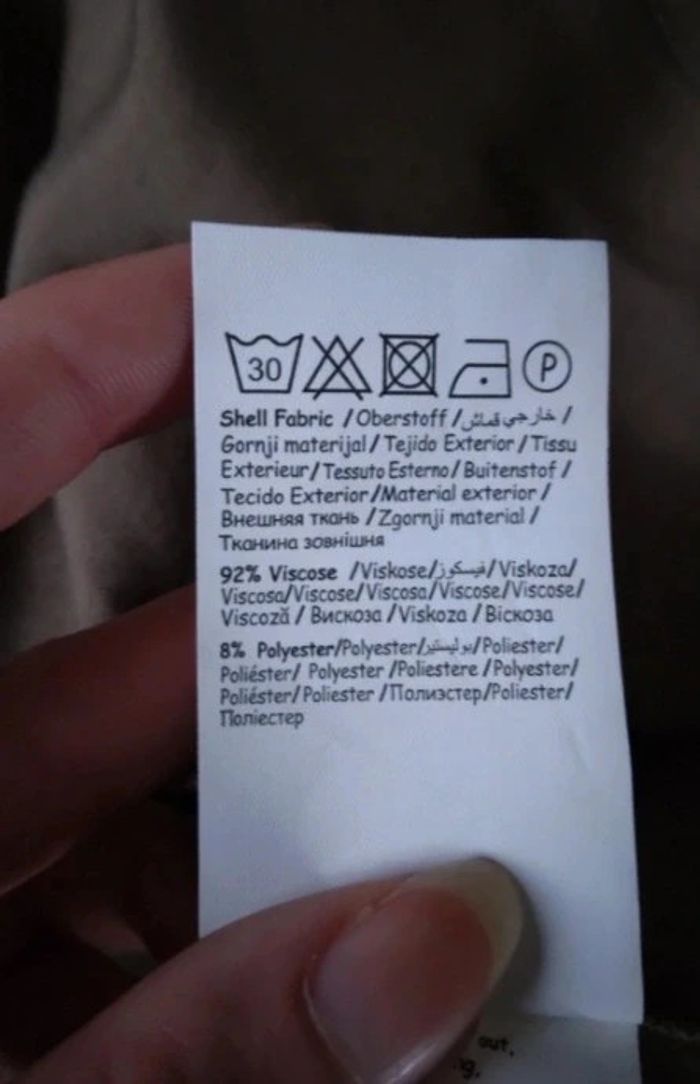 30 P
Shell Fabric /Oberstoff /خارجي قماش /
Gornji materijal / Tejido Exterior / Tissu
Exterieur / Tessuto Esterno / Buitenstof /
Tecido Exterior /Material exterior /
Внешняя ткань /Zgornji material /
Тканина зовнішня
92% Viscose /Viskose/فيسكوز/ Viskoza/
Viscosa/Viscose/Viscosa/Viscose/Viscose/
Viscoză / Вискоза /Viskoza / Віскоза
8% Polyester/Polyester/بوليستير/Poliester/
Poliéster/ Polyester /Poliestere /Polyester/
Poliéster/ Poliester /Полиэстер/Poliester/
Поліестер
out,